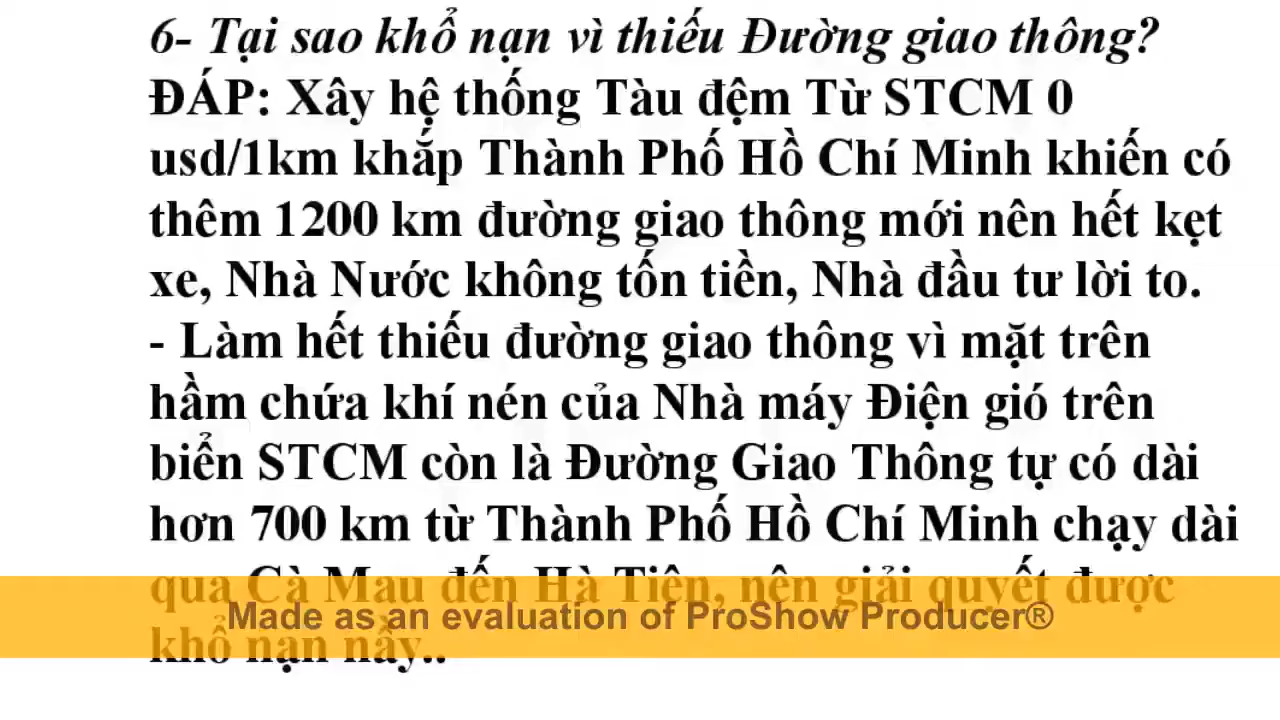 6- Tại sao khổ nạn vì thiếu Đường giao thông?
ĐÁP: Xây hệ thống Tàu đệm Từ STCM 0
usd/1km khắp Thành Phố Hồ Chí Minh khiến có
thêm 1200 km đường giao thông mới nên hết kẹt
xe, Nhà Nước không tốn tiền, Nhà đầu tư lời to.
- Làm hết thiếu đường giao thông vì mặt trên
hầm chứa khí nén của Nhà máy Điện gió trên
biển STCM còn là Đường Giao Thông tự có dài
hơn 700 km từ Thành Phố Hồ Chí Minh chạy dài
qua Cà Mau đến Hà Tiên, nên giải quyết được
Made as an evaluation of ProShow Producer®
khổ nạn nầy..